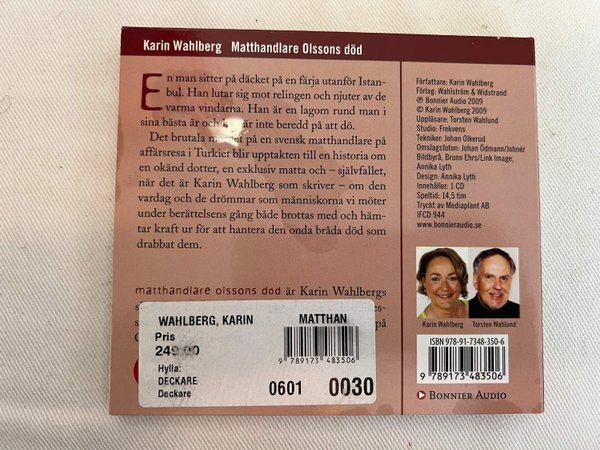 Karin Wahlberg Matthandlare Olssons död
En man sitter på däcket på en färja utanför Istan-
bul. Han lutar sig mot relingen och njuter av de
varma vindarna. Han är en lagom rund man i
sina bästa år och är inte beredd på att dö.
Det brutala på en svensk matthandlare på
affärsresa i Turkiet blir upptakten till en historia om
en okänd dotter, en exklusiv matta och – självfallet,
när det är Karin Wahlberg som skriver – om den
vardag och de drömmar som människorna vi möter
under berättelsens gång både brottas med och häm-
tar kraft ur för att hantera den onda bråda död som
drabbat dem.
matthandlare olssons död är Karin Wahlbergs
WAHLBERG, KARIN
MATTHAN
Pris
249:00
9 789173 483506
Hylla:
DECKARE
Deckare
0601 0030
Författare: Karin Wahlberg
Förlag: Wahlström & Widstrand
℗ Bonnier Audio 2009
© Karin Wahlberg 2009
Uppläsare: Torsten Wahlund
Studio: Frekvens
Tekniker: Johan Olkerud
Omslagsfoton: Johan Ödmann/Johnér
Bildbyrå, Bruno Ehrs/Link Image,
Annika Lyth
Design: Annika Lyth
Innehåller: 1 CD
Speltid: 14,5 tim
Tryckt av Mediaplant AB
IFCD 944
www.bonnieraudio.se
Karin Wahlberg Torsten Wahlund
ISBN 978-91-7348-350-6
9 789173 483506
BONNIER AUDIO